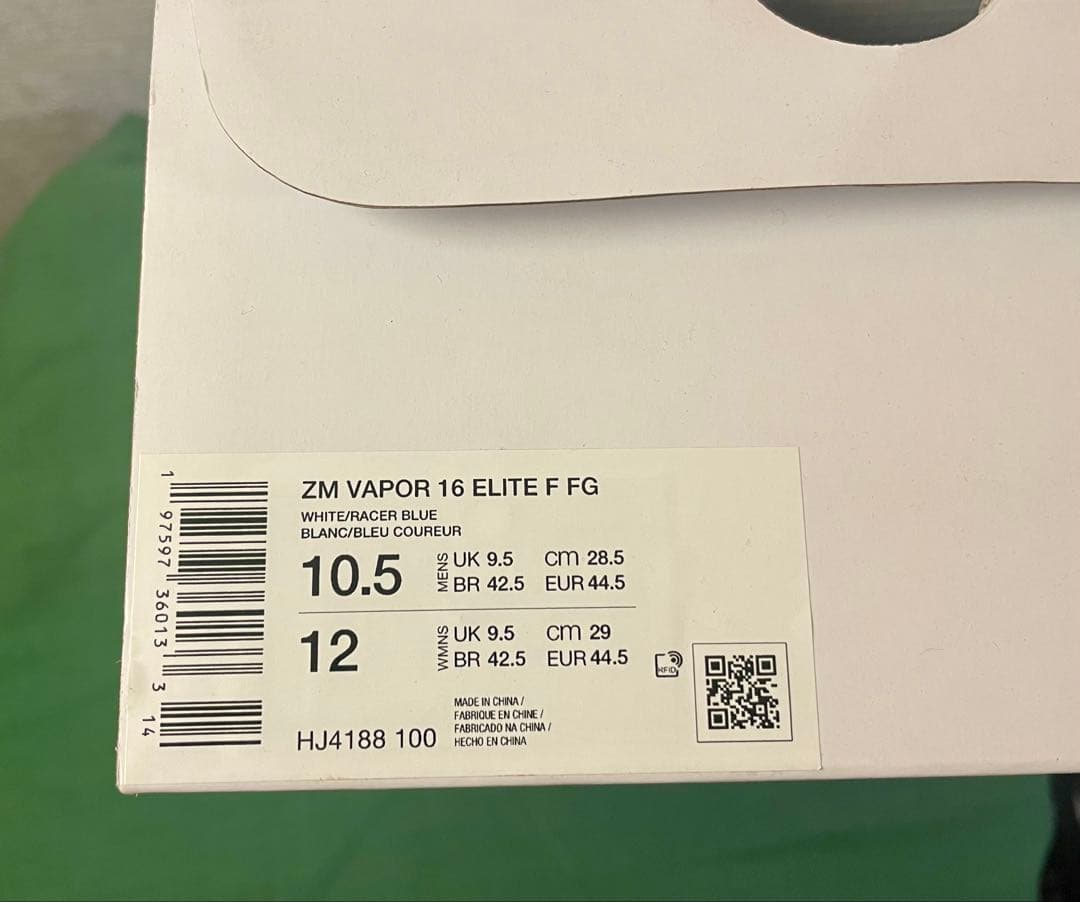 ZM VAPOR 16 ELITE F FG
WHITE/RACER BLUE
BLANC/BLEU COUREUR
10.5 MENS UK 9.5 cm 28.5
BR 42.5 EUR 44.5
12 WMNS UK 9.5 cm 29
BR 42.5 EUR 44.5
RFID
HJ4188 100
MADE IN CHINA /
FABRIQUE EN CHINE /
FABRICADO NA CHINA /
HECHO EN CHINA
1 97597 36013 3 14